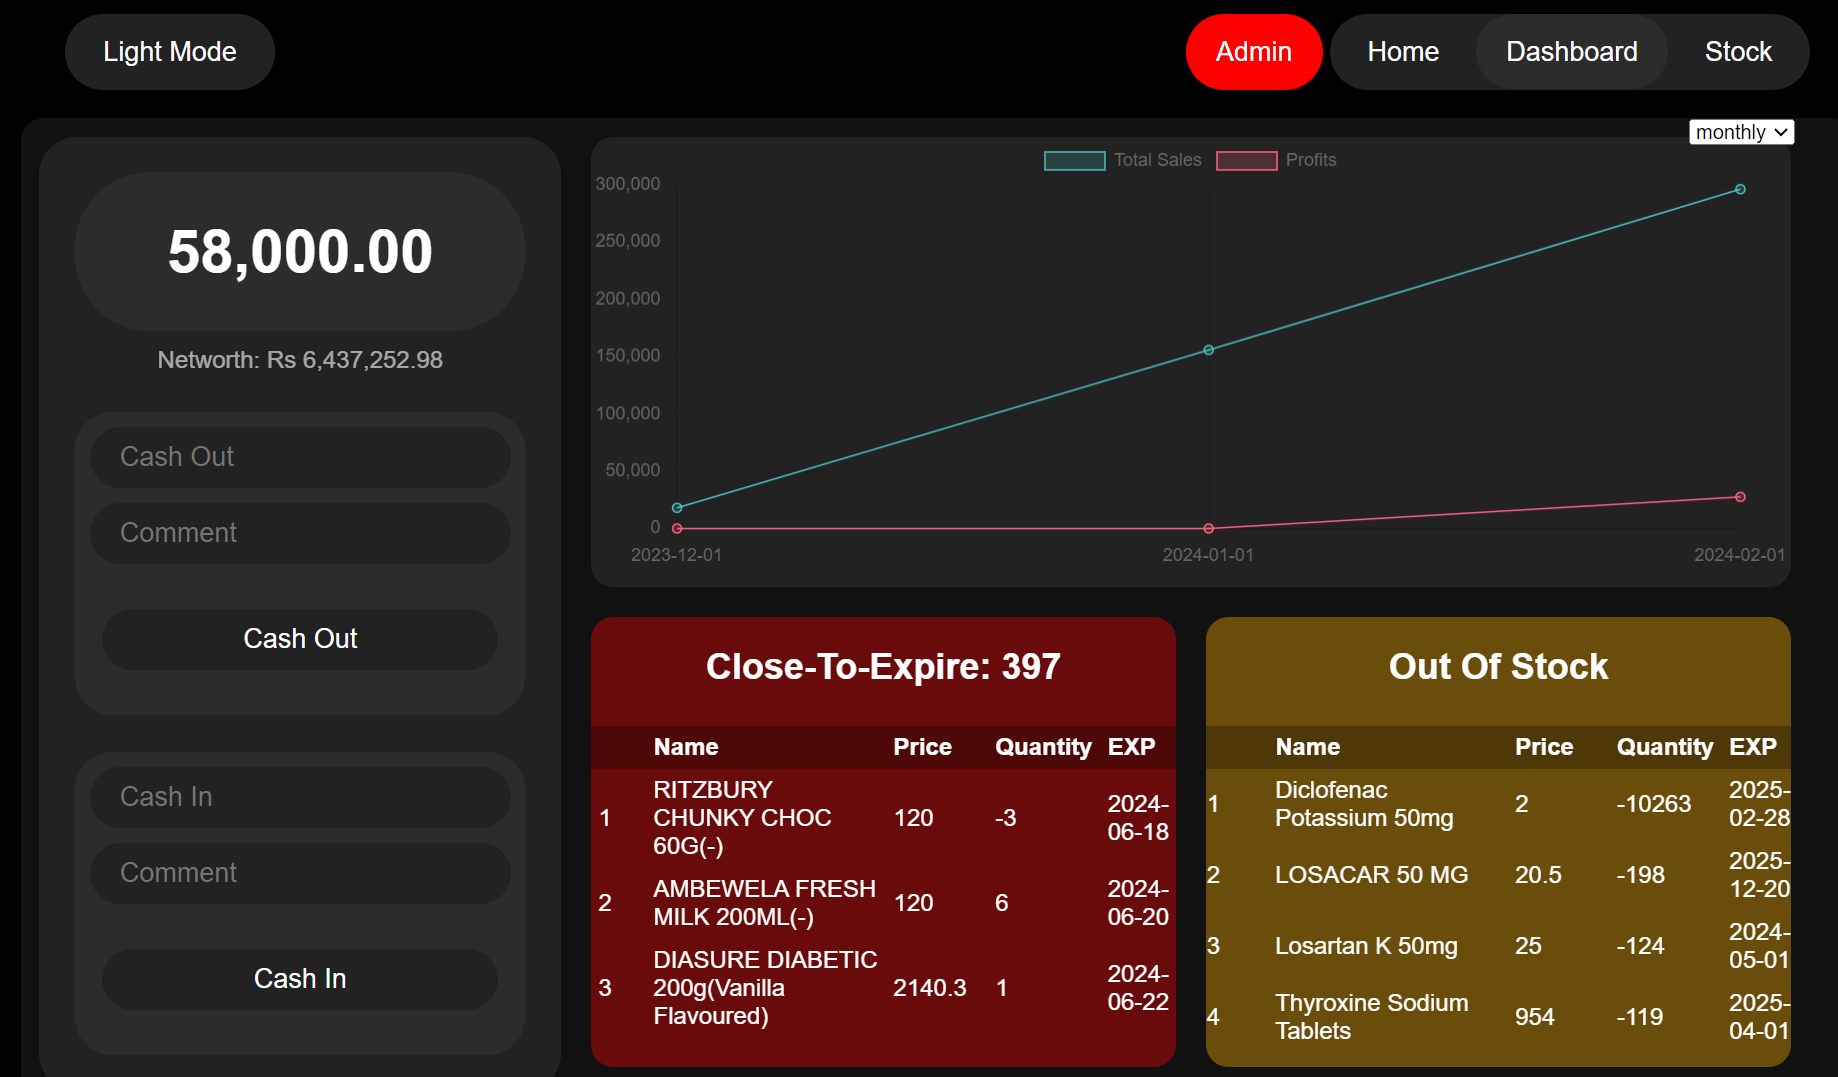 Light Mode
Admin
Home
Dashboard
Stock
monthly
58,000.00
Networth: Rs 6,437,252.98
Cash Out
Comment
Cash Out
Cash In
Comment
Cash In
Total Sales
Profits
300,000
250,000
200,000
150,000
100,000
50,000
0
2023-12-01
2024-01-01
2024-02-01
Close-To-Expire: 397
Name Price Quantity EXP
1 RITZBURY CHUNKY CHOC 60G(-) 120 -3 2024-06-18
2 AMBEWELA FRESH MILK 200ML(-) 120 6 2024-06-20
3 DIASURE DIABETIC 200g(Vanilla Flavoured) 2140.3 1 2024-06-22
Out Of Stock
Name Price Quantity EXP
1 Diclofenac Potassium 50mg 2 -10263 2025-02-28
2 LOSACAR 50 MG 20.5 -198 2025-12-20
3 Losartan K 50mg 25 -124 2024-05-01
4 Thyroxine Sodium Tablets 954 -119 2025-04-01